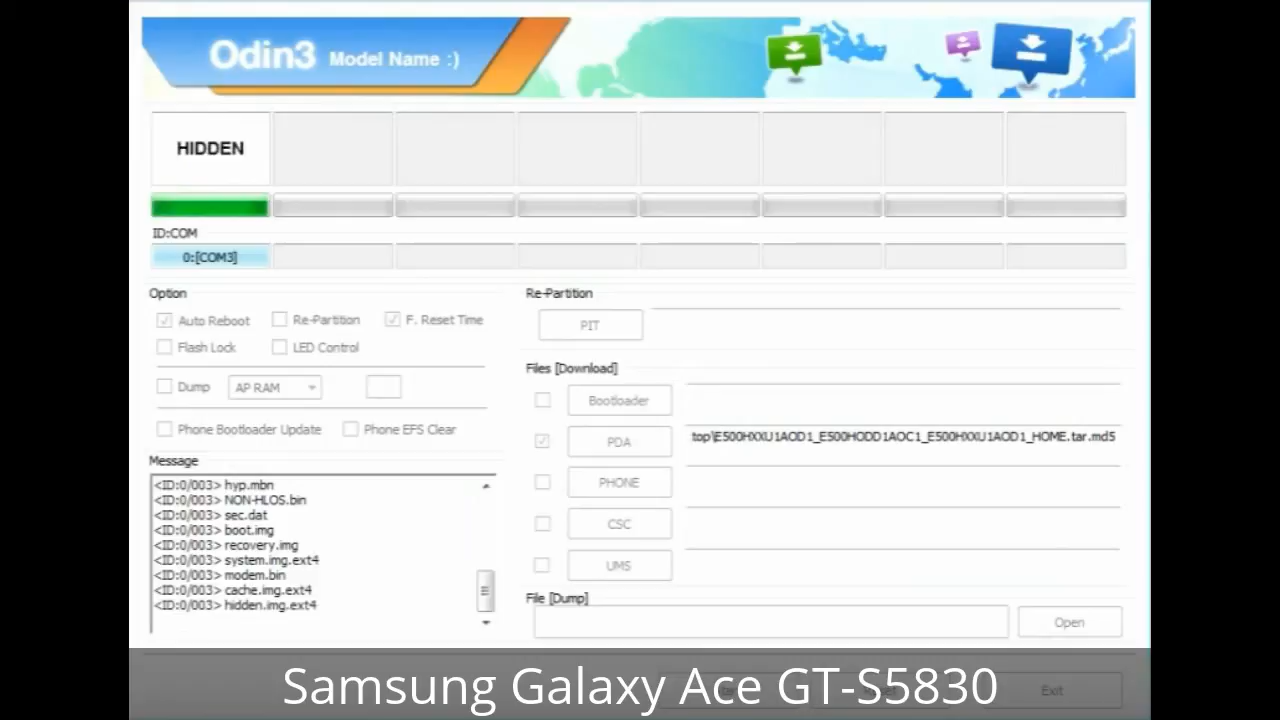 Odin3 Model Name :)
HIDDEN
ID:COM
0:[COM3]
Option
Auto Reboot Re-Partition F. Reset Time
Flash Lock LED Control
Dump AP RAM
Phone Bootloader Update Phone EFS Clear
Message
<ID:0/003> hyp.mbn
<ID:0/003> NON-HLOS.bin
<ID:0/003> sec.dat
<ID:0/003> boot.img
<ID:0/003> recovery.img
<ID:0/003> system.img.ext4
<ID:0/003> modem.bin
<ID:0/003> cache.img.ext4
<ID:0/003> hidden.img.ext4
Re-Partition
PIT
Files [Download]
Bootloader
PDA top\E500HXXU1AOD1_E500HODD1AOC1_E500HXXU1AOD1_HOME.tar.md5
PHONE
CSC
UMS
File [Dump]
Open
Exit
Samsung Galaxy Ace GT-S5830